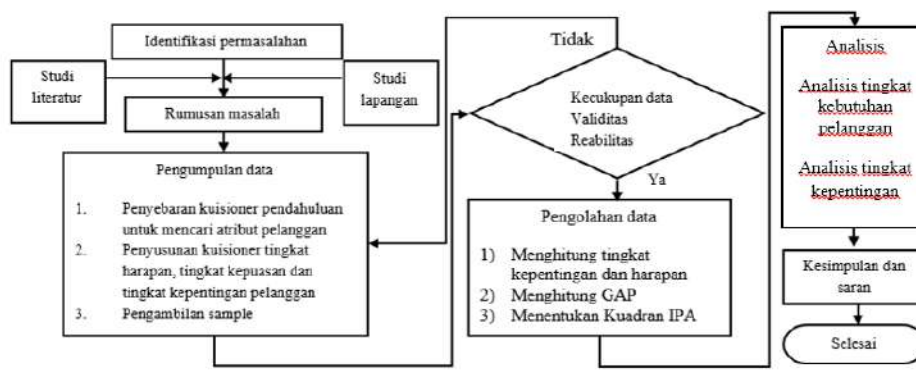 Identifikasi permasalahan
Studi
literatur
Studi
lapangan
Rumusan masalah
Pengumpulan data
1. Penyebaran kuisioner pendahuluan
untuk mencari atribut pelanggan
2. Penyusunan kuisioner tingkat
harapan, tingkat kepuasan dan
tingkat kepentingan pelanggan
3. Pengambilan sample
Tidak
Kecukupan data
Validitas
Reabilitas
Ya
Pengolahan data
1) Menghitung tingkat
kepentingan dan harapan
2) Menghitung GAP
3) Menentukan Kuadran IPA
Analisis
Analisis tingkat
kebutuhan
pelanggan
Analisis tingkat
kepentingan
Kesimpulan dan
saran
Selesai